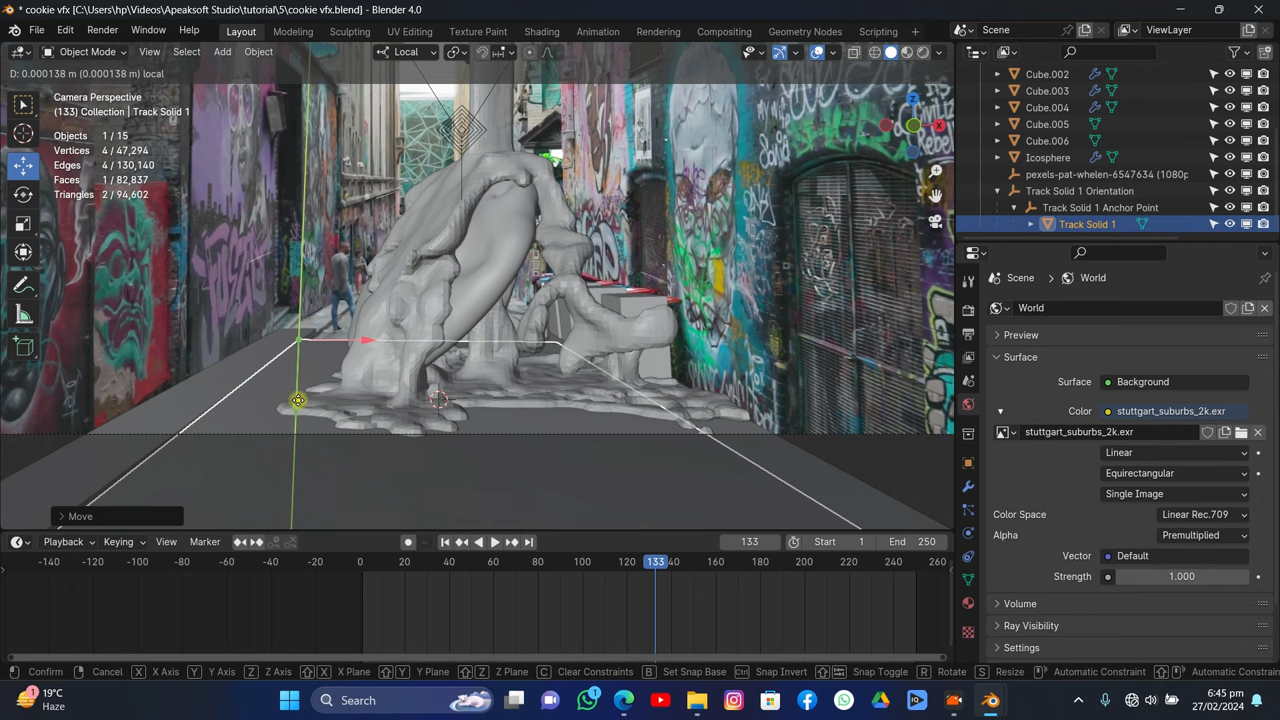 * cookie vfx [C:\Users\hp\Videos\Apeaksoft Studio\tutorial\5\cookie vfx.blend] - Blender 4.0
File Edit Render Window Help Layout Modeling Sculpting UV Editing Texture Paint Shading Animation Rendering Compositing Geometry Nodes Scripting + Scene ViewLayer
Object Mode View Select Add Object Local
D: 0.000138 m (0.000138 m) local
Camera Perspective
(133) Collection | Track Solid 1
Objects 1 / 15
Vertices 4 / 47,294
Edges 4 / 130,140
Faces 1 / 82,837
Triangles 2 / 94,602
Z
X
Move
Cube.002
Cube.003
Cube.004
Cube.005
Cube.006
Icosphere
pexels-pat-whelen-6547634 (1080p
Track Solid 1 Orientation
Track Solid 1 Anchor Point
Track Solid 1
Scene > World
World
Preview
Surface
Surface Background
Color stuttgart_suburbs_2k.exr
stuttgart_suburbs_2k.exr
Linear
Equirectangular
Single Image
Color Space Linear Rec.709
Alpha Premultiplied
Vector Default
Strength 1.000
Volume
Ray Visibility
Settings
Playback Keying View Marker 133 Start 1 End 250
-140 -120 -100 -80 -60 -40 -20 0 20 40 60 80 100 120 133 40 160 180 200 220 240 260
Confirm Cancel X X Axis Y Y Axis Z Z Axis X X Plane Y Y Plane Z Z Plane C Clear Constraints B Set Snap Base Ctrl Snap Invert Snap Toggle R Rotate S Resize Automatic Constraint Automatic Constrai
1
19°C
Haze
Search
1
6:45 pm
27/02/2024